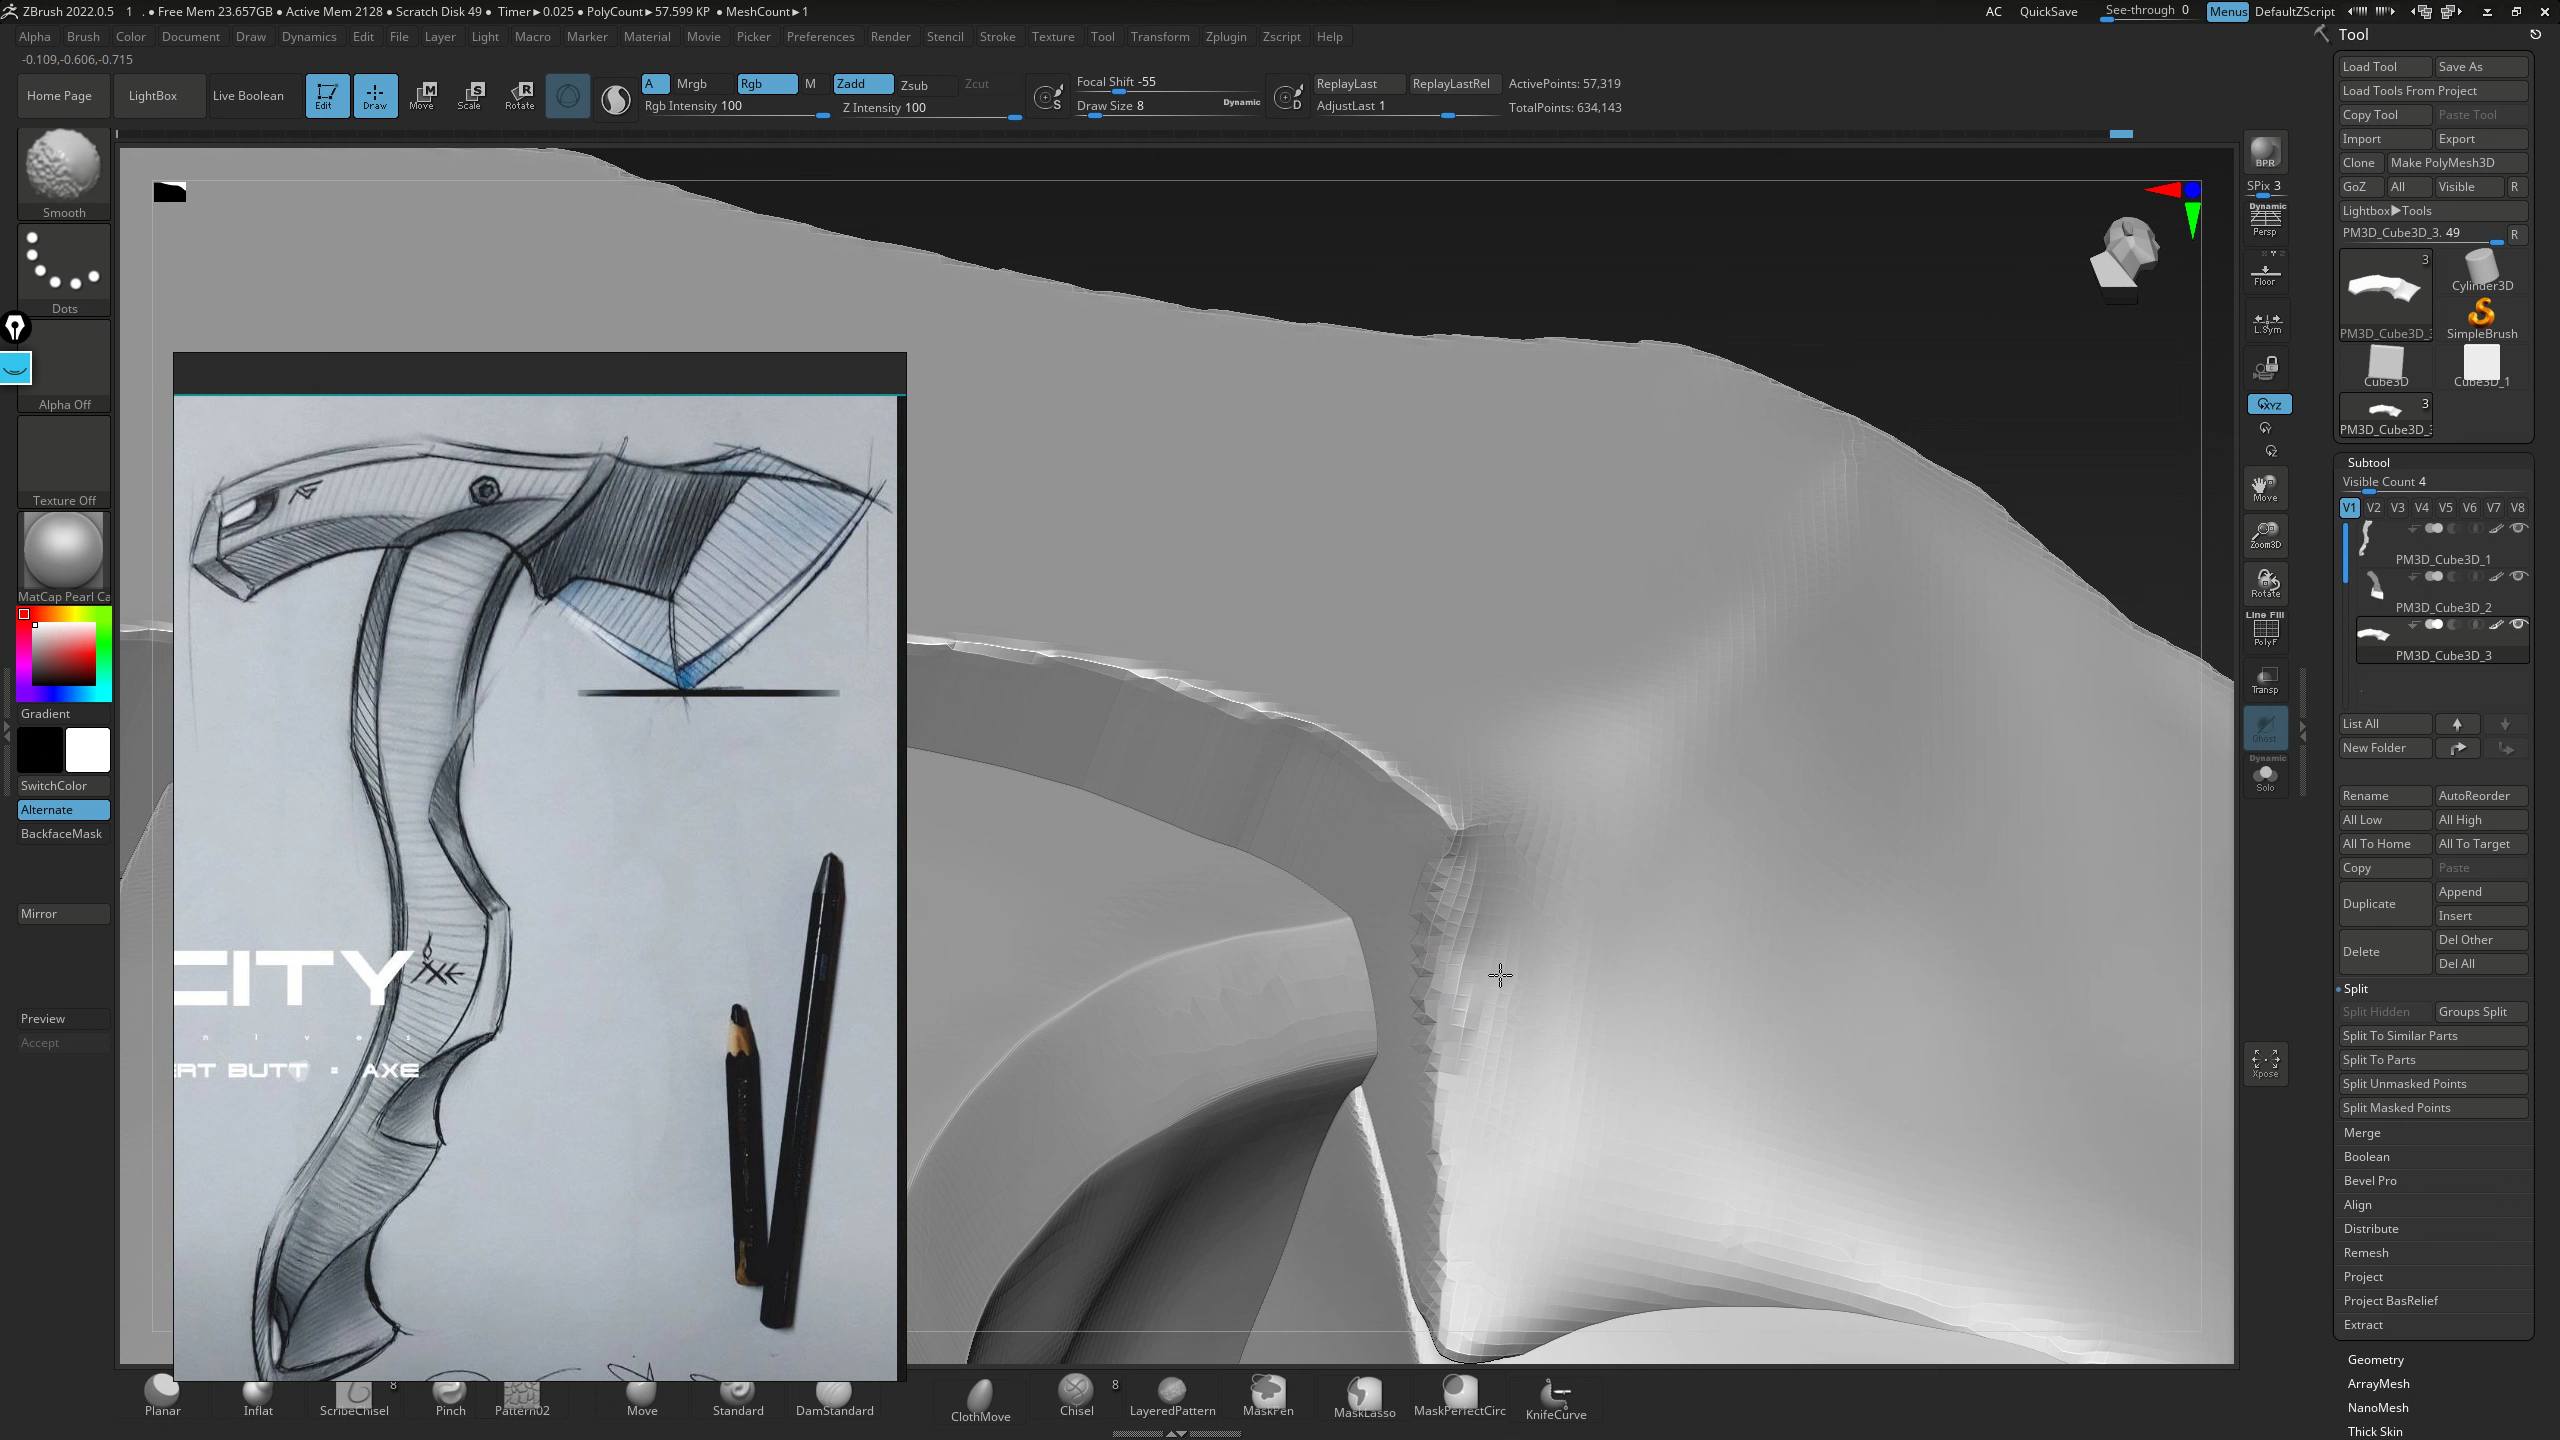 ZBrush 2022.0.5 1 . • Free Mem 23.657GB • Active Mem 2128 • Scratch Disk 49 • Timer►0.025 • PolyCount►57.599 KP • MeshCount►1
AC QuickSave See-through 0 Menus DefaultZScript
Alpha Brush Color Document Draw Dynamics Edit File Layer Light Macro Marker Material Movie Picker Preferences Render Stencil Stroke Texture Tool Transform Zplugin Zscript Help
Tool
-0.109,-0.606,-0.715
Home Page LightBox Live Boolean Edit Draw Move Scale Rotate
A Mrgb Rgb M Zadd Zsub Zcut
Rgb Intensity 100 Z Intensity 100
Focal Shift -55
Draw Size 8 Dynamic
ReplayLast ReplayLastRel
AdjustLast 1
ActivePoints: 57,319
TotalPoints: 634,143
Smooth
Dots
Alpha Off
Texture Off
MatCap Pearl Ca
Gradient
SwitchColor
Alternate
BackfaceMask
Mirror
Preview
Accept
CITY
n l v e s
ERT BUTT : AXE
AXE
Planar Inflat ScribeChisel 8 Pinch Pattern02 Move Standard DamStandard ClothMove Chisel 8 LayeredPattern MaskPen MaskLasso MaskPerfectCirc KnifeCurve
BPR
SPix 3
Dynamic
Persp
Floor
L.Sym
XYZ
Move
Zoom3D
Rotate
Line Fill
PolyF
Transp
Ghost
Dynamic
Solo
Xpose
Load Tool Save As
Load Tools From Project
Copy Tool Paste Tool
Import Export
Clone Make PolyMesh3D
GoZ All Visible R
Lightbox►Tools
PM3D_Cube3D_3. 49 R
3 Cylinder3D
PM3D_Cube3D_3 SimpleBrush
Cube3D Cube3D_1
3
PM3D_Cube3D_3
Subtool
Visible Count 4
V1 V2 V3 V4 V5 V6 V7 V8
PM3D_Cube3D_1
PM3D_Cube3D_2
PM3D_Cube3D_3
List All
New Folder
Rename AutoReorder
All Low All High
All To Home All To Target
Copy Paste
Duplicate Append
Insert
Delete Del Other
Del All
Split
Split Hidden Groups Split
Split To Similar Parts
Split To Parts
Split Unmasked Points
Split Masked Points
Merge
Boolean
Bevel Pro
Align
Distribute
Remesh
Project
Project BasRelief
Extract
Geometry
ArrayMesh
NanoMesh
Thick Skin